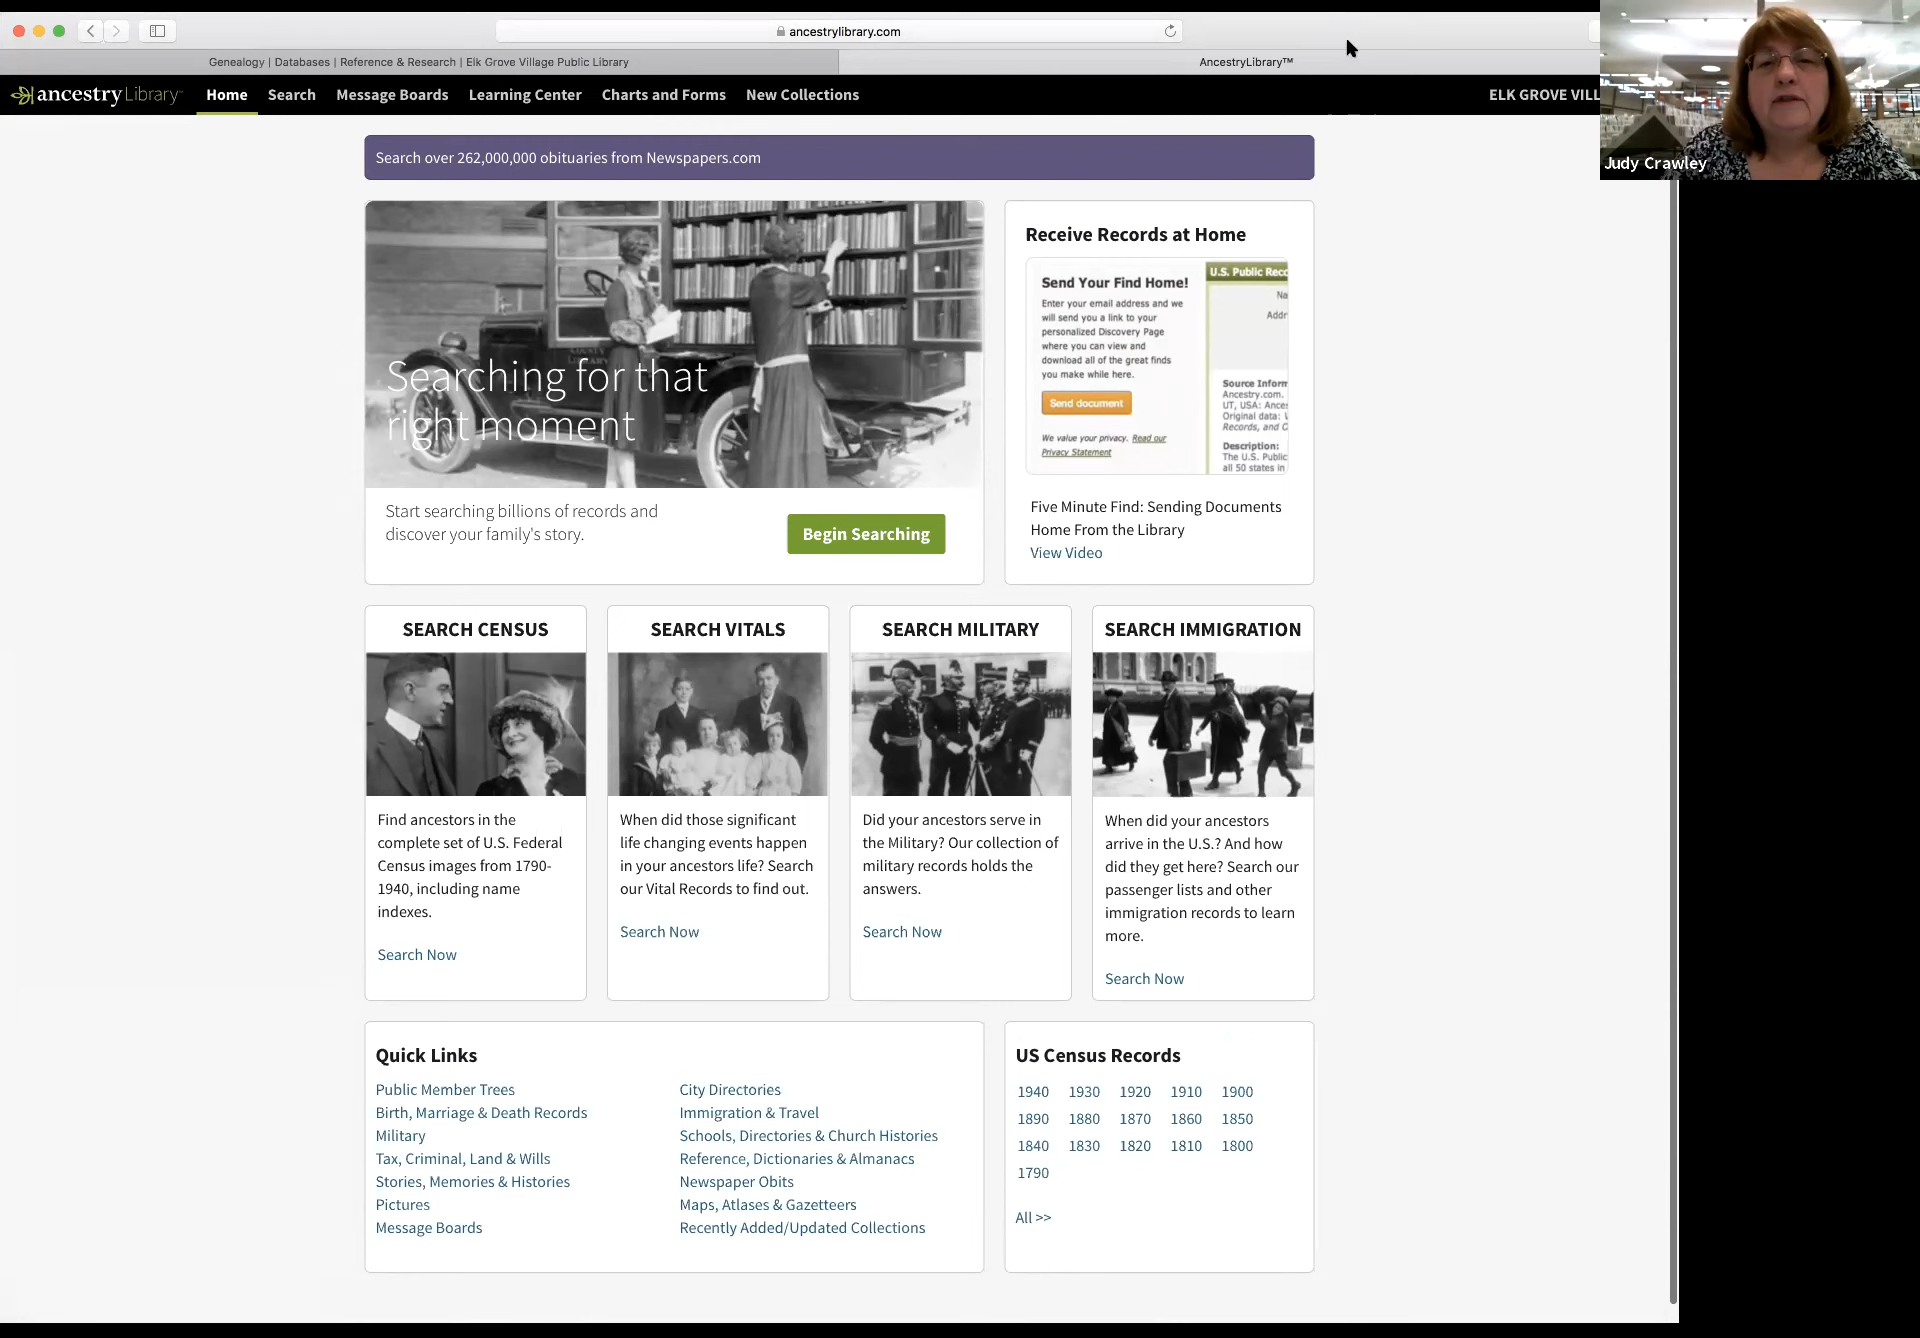 ancestrylibrary.com
Genealogy | Databases | Reference & Research | Elk Grove Village Public Library
AncestryLibrary™
ancestryLibrary™
Home
Search
Message Boards
Learning Center
Charts and Forms
New Collections
ELK GROVE VILL
Judy Crawley
Search over 262,000,000 obituaries from Newspapers.com
Searching for that
right moment
Start searching billions of records and
discover your family's story.
Begin Searching
Receive Records at Home
Send Your Find Home!
Enter your email address and we
will send you a link to your
personalized Discovery Page
where you can view and
download all of the great finds
you make while here.
Send document
We value your privacy. Read our
Privacy Statement
U.S. Public Reco
Na
Addr
Source Inform
Ancestry.com.
UT, USA: Ances
Original data:
Records, and
Description:
The U.S. Public
all 50 states in
Five Minute Find: Sending Documents
Home From the Library
View Video
SEARCH CENSUS
Find ancestors in the
complete set of U.S. Federal
Census images from 1790-
1940, including name
indexes.
Search Now
SEARCH VITALS
When did those significant
life changing events happen
in your ancestors life? Search
our Vital Records to find out.
Search Now
SEARCH MILITARY
Did your ancestors serve in
the Military? Our collection of
military records holds the
answers.
Search Now
SEARCH IMMIGRATION
When did your ancestors
arrive in the U.S.? And how
did they get here? Search our
passenger lists and other
immigration records to learn
more.
Search Now
Quick Links
Public Member Trees
Birth, Marriage & Death Records
Military
Tax, Criminal, Land & Wills
Stories, Memories & Histories
Pictures
Message Boards
City Directories
Immigration & Travel
Schools, Directories & Church Histories
Reference, Dictionaries & Almanacs
Newspaper Obits
Maps, Atlases & Gazetteers
Recently Added/Updated Collections
US Census Records
1940 1930 1920 1910 1900
1890 1880 1870 1860 1850
1840 1830 1820 1810 1800
1790
All >>